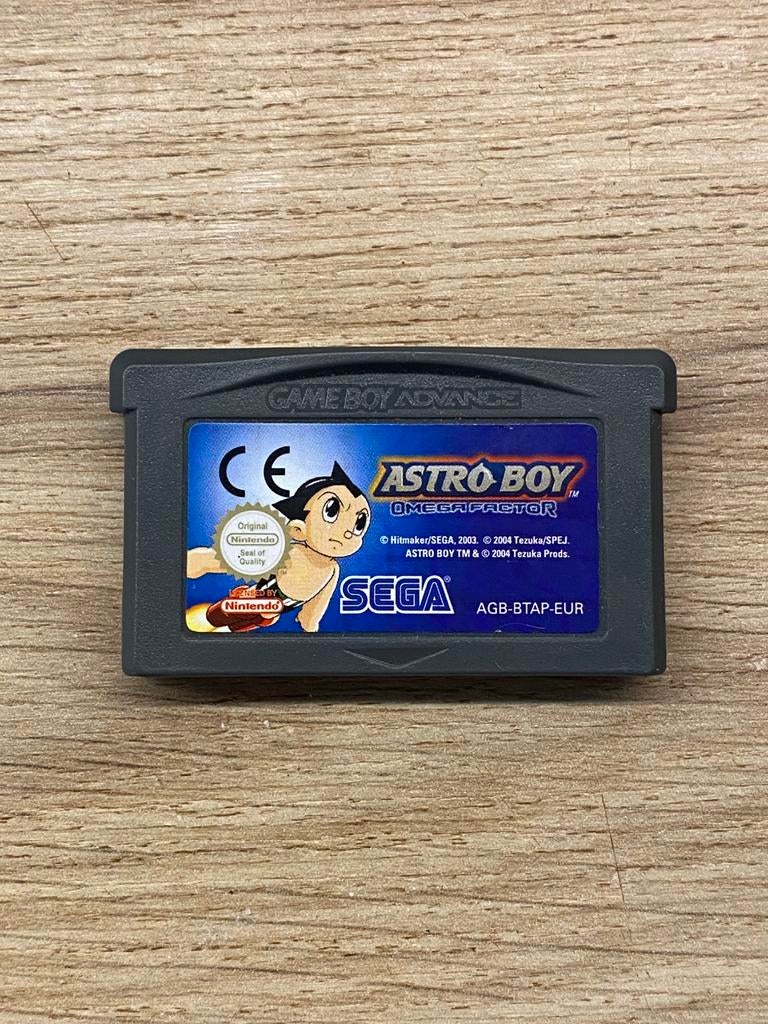 GAME BOY ADVANCE
CE
ASTRO BOY™
OMEGA FACTOR
Original
Nintendo
Seal of
Quality
™
© Hitmaker/SEGA, 2003. © 2004 Tezuka/SPEJ.
ASTRO BOY TM & © 2004 Tezuka Prods.
LICENSED BY
Nintendo
SEGA®
AGB-BTAP-EUR